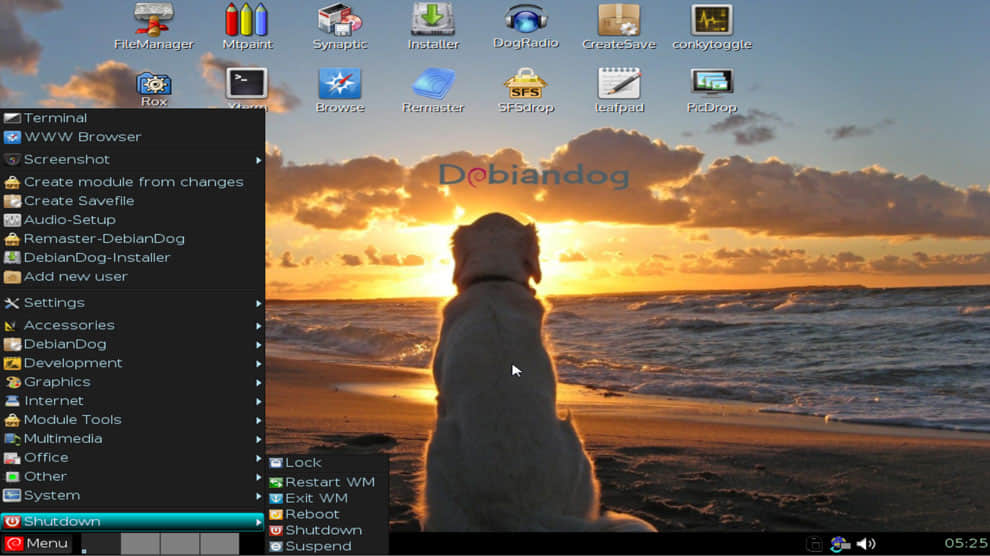 FileManager
Mtpaint
Synaptic
Installer
DogRadio
CreateSave
conkytoggle
Rox
Xterm
Browse
Remaster
SFS
SFSdrop
leafpad
PicDrop
Debiandog
Terminal
WWW Browser
Screenshot
Create module from changes
Create Savefile
Audio-Setup
Remaster-DebianDog
DebianDog-Installer
Add new user
Settings
Accessories
DebianDog
Development
Graphics
Internet
Module Tools
Multimedia
Office
Other
System
Shutdown
Lock
Restart WM
Exit WM
Reboot
Shutdown
Suspend
Menu
05:25